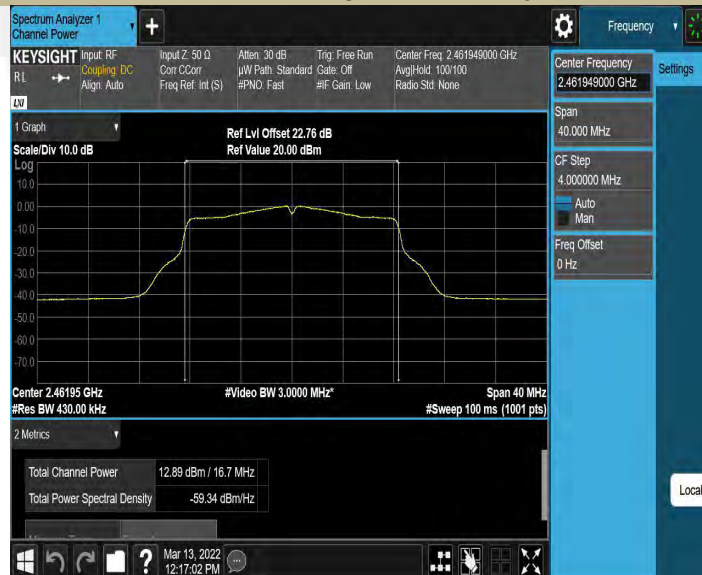 Spectrum Analyzer 1
Channel Power
+
Frequency
KEYSIGHT
RL
LXI
Input: RF
Coupling: DC
Align: Auto
Input Z: 50 Ω
Corr CCorr
Freq Ref: Int (S)
Atten: 30 dB
µW Path: Standard
#PNO: Fast
Trig: Free Run
Gate: Off
#IF Gain: Low
Center Freq: 2.461949000 GHz
Avg|Hold: 100/100
Radio Std: None
Center Frequency
2.461949000 GHz
Settings
Span
40.000 MHz
CF Step
4.000000 MHz
Auto
Man
Freq Offset
0 Hz
Local
1 Graph
Scale/Div 10.0 dB
Ref Lvl Offset 22.76 dB
Ref Value 20.00 dBm
Log
10.0
0.00
-10.0
-20.0
-30.0
-40.0
-50.0
-60.0
-70.0
Center 2.46195 GHz
#Res BW 430.00 kHz
#Video BW 3.0000 MHz*
Span 40 MHz
#Sweep 100 ms (1001 pts)
2 Metrics
Total Channel Power 12.89 dBm / 16.7 MHz
Total Power Spectral Density -59.34 dBm/Hz
?
Mar 13, 2022
12:17:02 PM